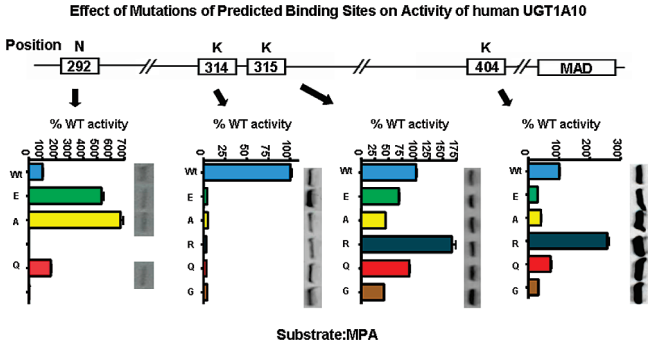 Effect of Mutations of Predicted Binding Sites on Activity of human UGT1A10
Position N K K K
292 314 315 404 MAD
% WT activity % WT activity % WT activity % WT activity
0 100 200 300 400 500 600 700 0 25 50 75 100 0 25 50 75 100 125 150 175 0 100 200 300
Wt Wt Wt Wt
E E E E
A A A A
R R R
Q Q Q Q
G G G
Substrate:MPA